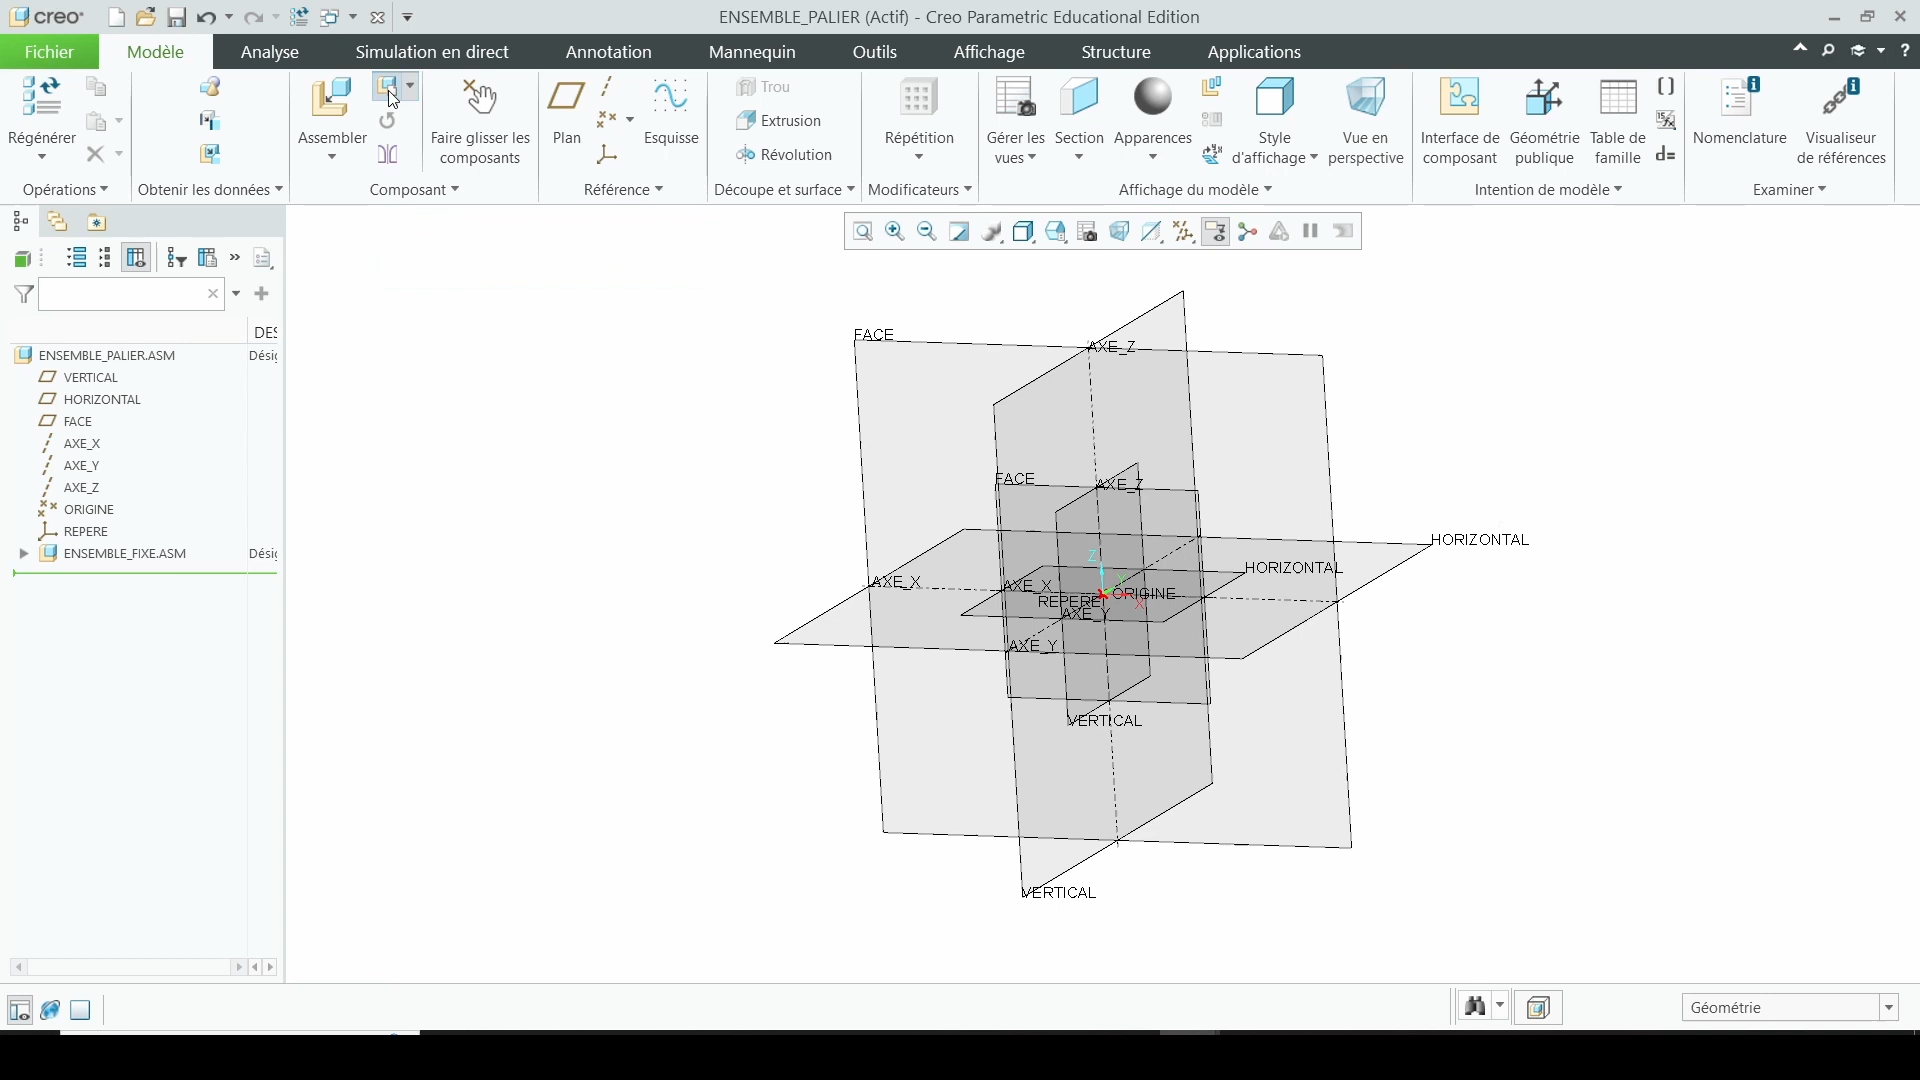 creo
ENSEMBLE_PALIER (Actif) - Creo Parametric Educational Edition
Fichier
Modèle
Analyse
Simulation en direct
Annotation
Mannequin
Outils
Affichage
Structure
Applications
Régénérer
Assembler
Faire glisser les
composants
Plan
Esquisse
Trou
Extrusion
Révolution
Répétition
Gérer les
vues
Section
Apparences
Style
d'affichage
Vue en
perspective
Interface de
composant
Géométrie
publique
Table de
famille
d=
Nomenclature
Visualiseur
de références
Opérations
Obtenir les données
Composant
Référence
Découpe et surface
Modificateurs
Affichage du modèle
Intention de modèle
Examiner
DES
ENSEMBLE_PALIER.ASM
Désig
VERTICAL
HORIZONTAL
FACE
AXE_X
AXE_Y
AXE_Z
ORIGINE
REPERE
ENSEMBLE_FIXE.ASM
Désig
FACE
AXE_Z
FACE
AXE_Z
HORIZONTAL
HORIZONTAL
Z
Y
X
AXE_X
AXE_X
ORIGINE
REPERE
AXE_Y
AXE_Y
VERTICAL
VERTICAL
Géométrie